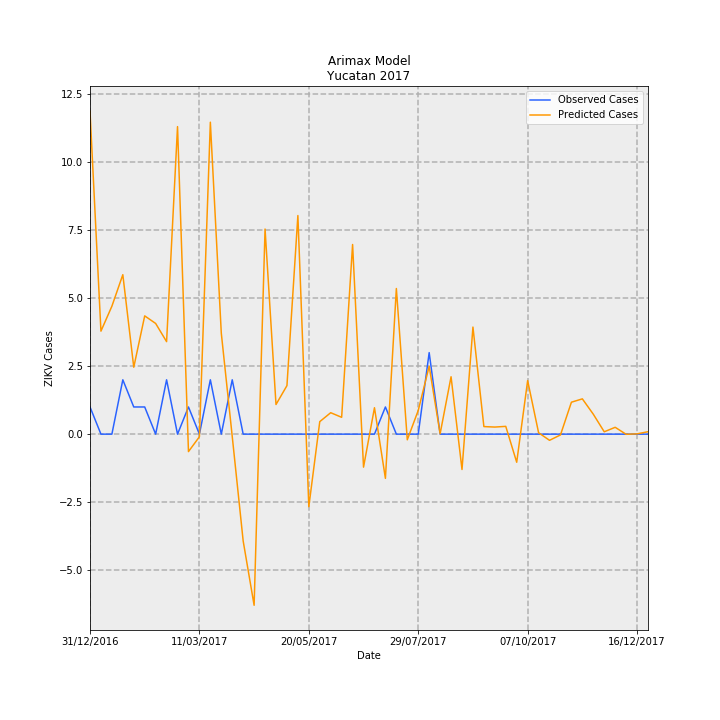 Arimax Model
Yucatan 2017
Observed Cases
Predicted Cases
12.5
10.0
7.5
5.0
2.5
0.0
−2.5
−5.0
ZIKV Cases
31/12/2016 11/03/2017 20/05/2017 29/07/2017 07/10/2017 16/12/2017
Date